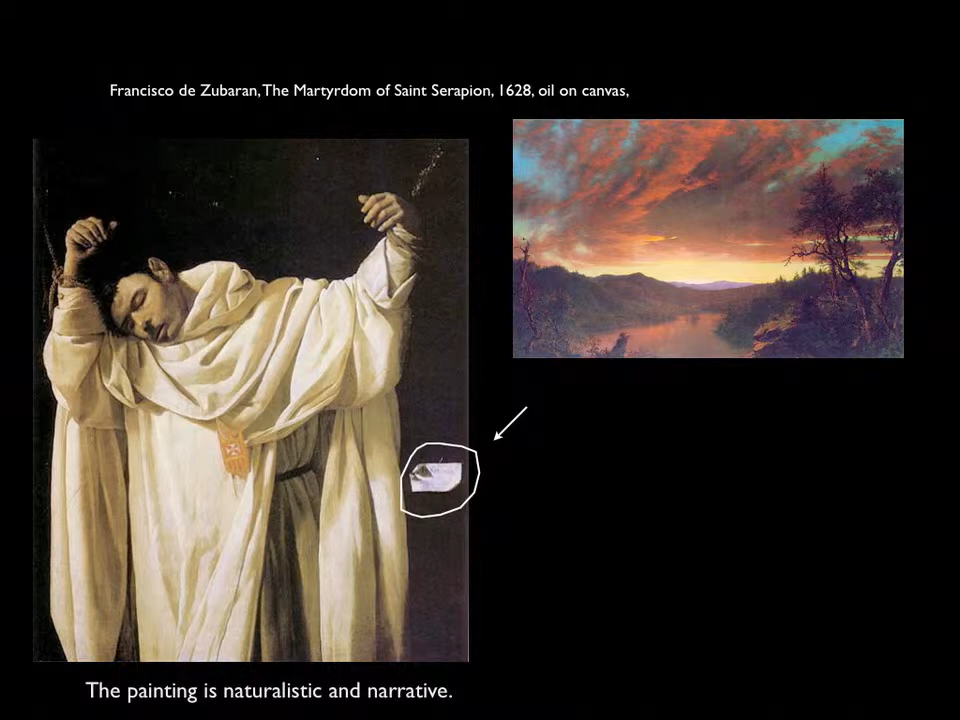 Francisco de Zubaran, The Martyrdom of Saint Serapion, 1628, oil on canvas,
The painting is naturalistic and narrative.